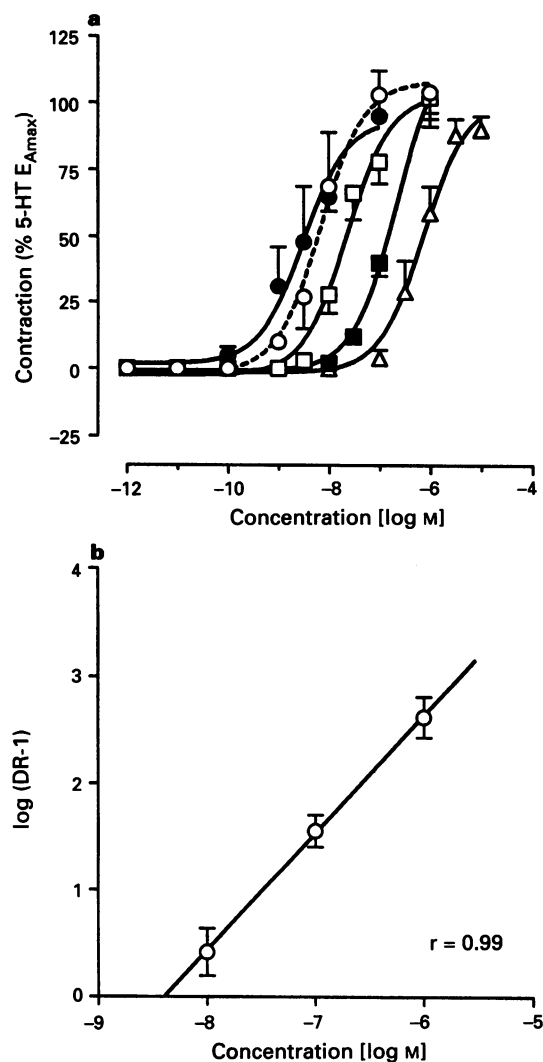 a
125
100
75
50
25
0
−25
Contraction (% 5-HT E_Amax)
−12 −10 −8 −6 −4
Concentration [log M]
b
4
3
2
1
0
log (DR-1)
r = 0.99
−9 −8 −7 −6 −5
Concentration [log M]